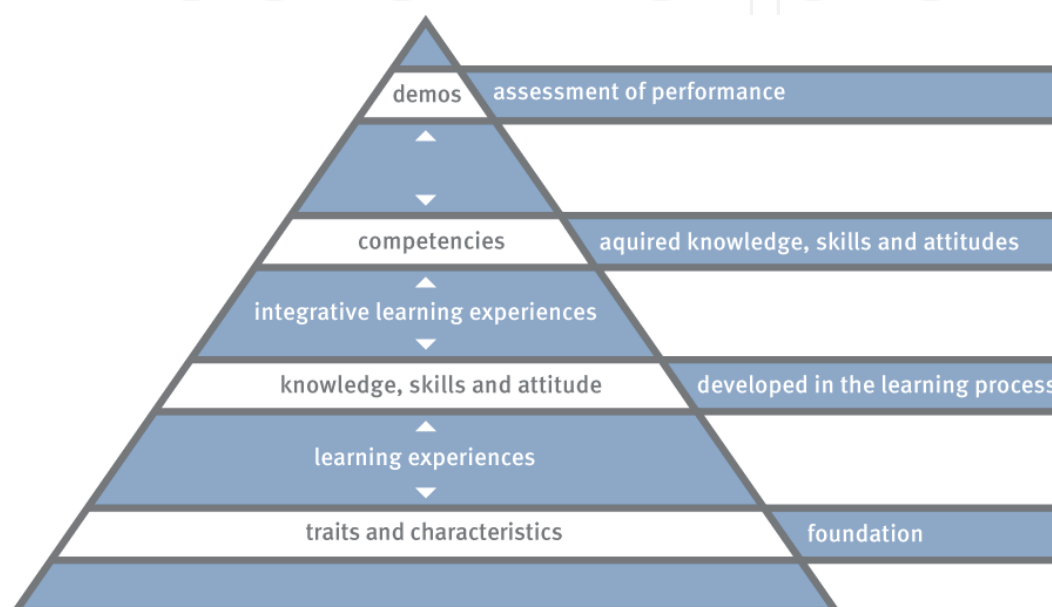 demos
assessment of performance
competencies
aquired knowledge, skills and attitudes
integrative learning experiences
knowledge, skills and attitude
developed in the learning process
learning experiences
traits and characteristics
foundation